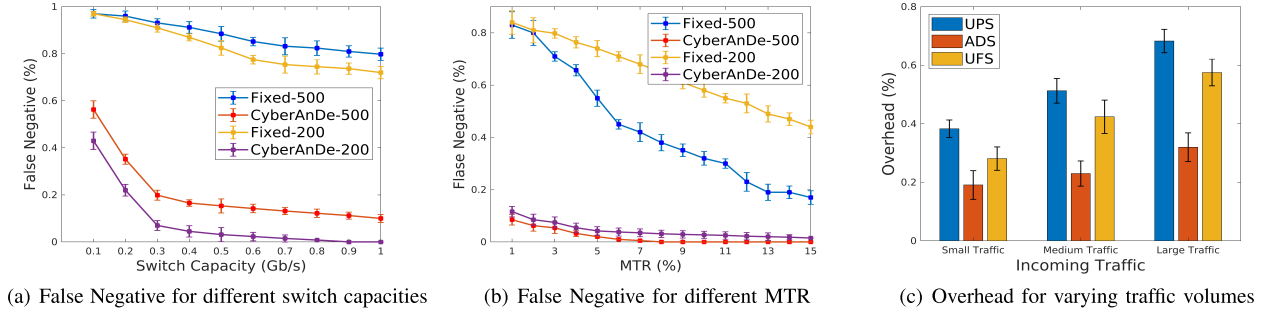 1
0.8
0.6
0.4
0.2
0
False Negative (%)
Fixed-500
CyberAnDe-500
Fixed-200
CyberAnDe-200
0.1 0.2 0.3 0.4 0.5 0.6 0.7 0.8 0.9 1
Switch Capacity (Gb/s)
(a) False Negative for different switch capacities
0.8
0.6
0.4
0.2
0
Flase Negative (%)
Fixed-500
CyberAnDe-500
Fixed-200
CyberAnDe-200
1 3 5 7 9 11 13 15
MTR (%)
(b) False Negative for different MTR
0.8
0.6
0.4
0.2
0
Overhead (%)
UPS
ADS
UFS
Small Traffic Medium Traffic Large Traffic
Incoming Traffic
(c) Overhead for varying traffic volumes